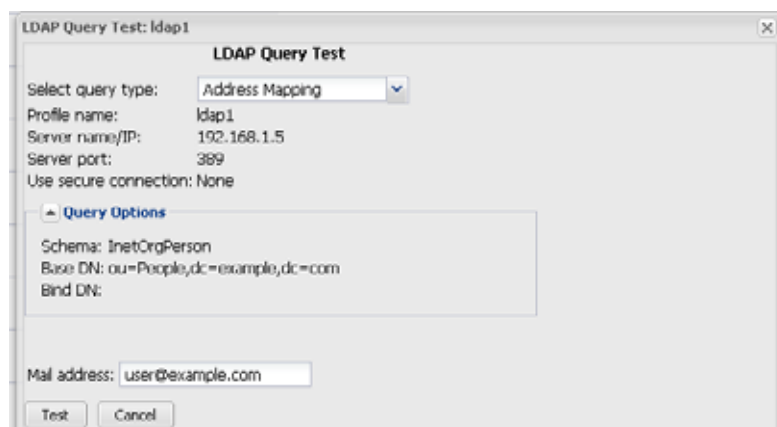 LDAP Query Test: ldap1
LDAP Query Test
Select query type: Address Mapping
Profile name: ldap1
Server name/IP: 192.168.1.5
Server port: 389
Use secure connection: None
Query Options
Schema: InetOrgPerson
Base DN: ou=People,dc=example,dc=com
Bind DN:
Mail address: user@example.com
Test Cancel